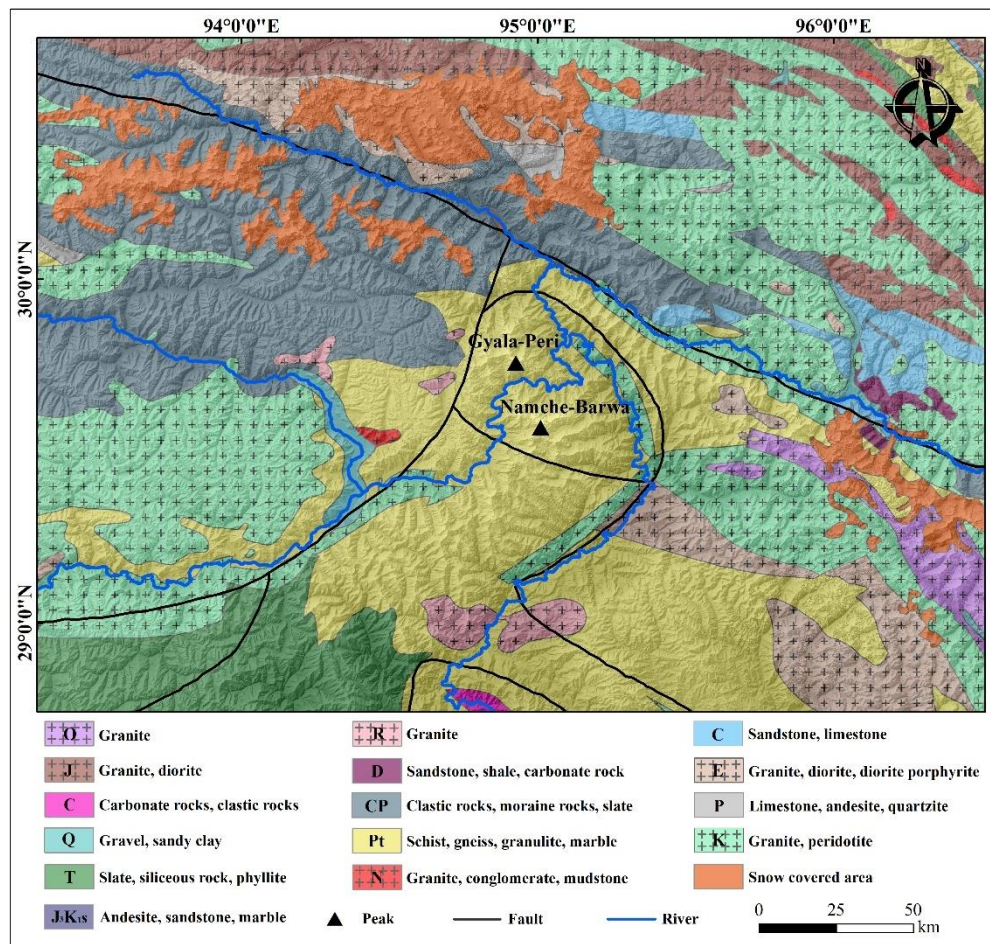 94°0'0"E 95°0'0"E 96°0'0"E
N
30°0'0"N
Gyala-Peri
Namche-Barwa
29°0'0"N
O Granite
R Granite
C Sandstone, limestone
J Granite, diorite
D Sandstone, shale, carbonate rock
E Granite, diorite, diorite porphyrite
C Carbonate rocks, clastic rocks
CP Clastic rocks, moraine rocks, slate
P Limestone, andesite, quartzite
Q Gravel, sandy clay
Pt Schist, gneiss, granulite, marble
K Granite, peridotite
T Slate, siliceous rock, phyllite
N Granite, conglomerate, mudstone
Snow covered area
J₃K₁s Andesite, sandstone, marble
Peak
Fault
River
0 25 50
km